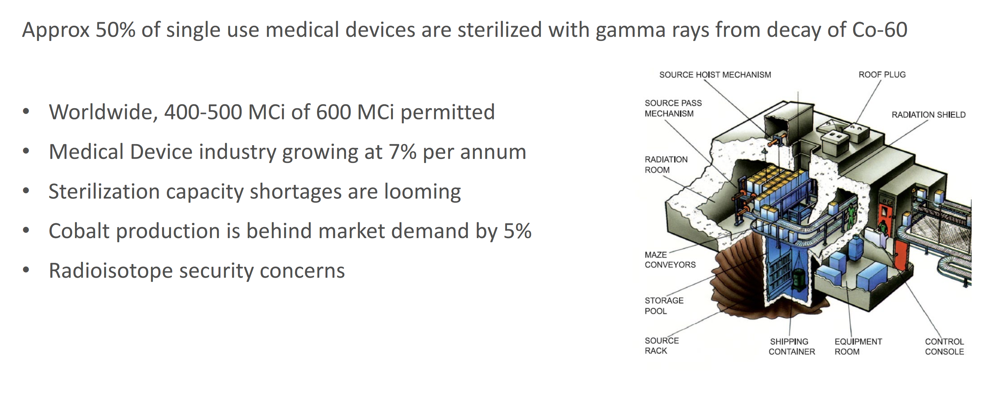 Approx 50% of single use medical devices are sterilized with gamma rays from decay of Co-60
• Worldwide, 400-500 MCi of 600 MCi permitted
• Medical Device industry growing at 7% per annum
• Sterilization capacity shortages are looming
• Cobalt production is behind market demand by 5%
• Radioisotope security concerns
SOURCE HOIST MECHANISM
ROOF PLUG
SOURCE PASS
MECHANISM
RADIATION SHIELD
RADIATION
ROOM
MAZE
CONVEYORS
STORAGE
POOL
SOURCE
RACK
SHIPPING
CONTAINER
EQUIPMENT
ROOM
CONTROL
CONSOLE